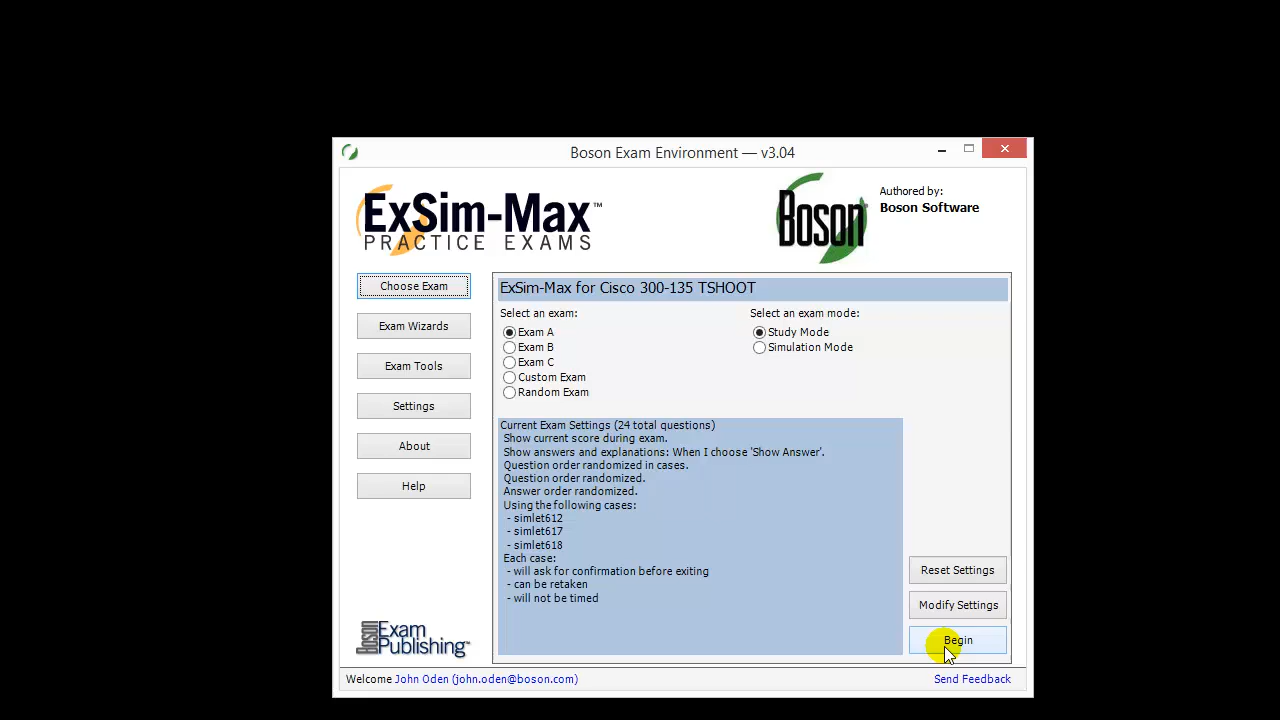 Boson Exam Environment — v3.04
ExSim-Max™
PRACTICE EXAMS
Boson
Authored by:
Boson Software
Choose Exam
Exam Wizards
Exam Tools
Settings
About
Help
ExSim-Max for Cisco 300-135 TSHOOT
Select an exam:
Exam A
Exam B
Exam C
Custom Exam
Random Exam
Select an exam mode:
Study Mode
Simulation Mode
Current Exam Settings (24 total questions)
Show current score during exam.
Show answers and explanations: When I choose 'Show Answer'.
Question order randomized in cases.
Question order randomized.
Answer order randomized.
Using the following cases:
- simlet612
- simlet617
- simlet618
Each case:
- will ask for confirmation before exiting
- can be retaken
- will not be timed
Reset Settings
Modify Settings
Begin
Boson Exam
Publishing™
Welcome John Oden (john.oden@boson.com)
Send Feedback